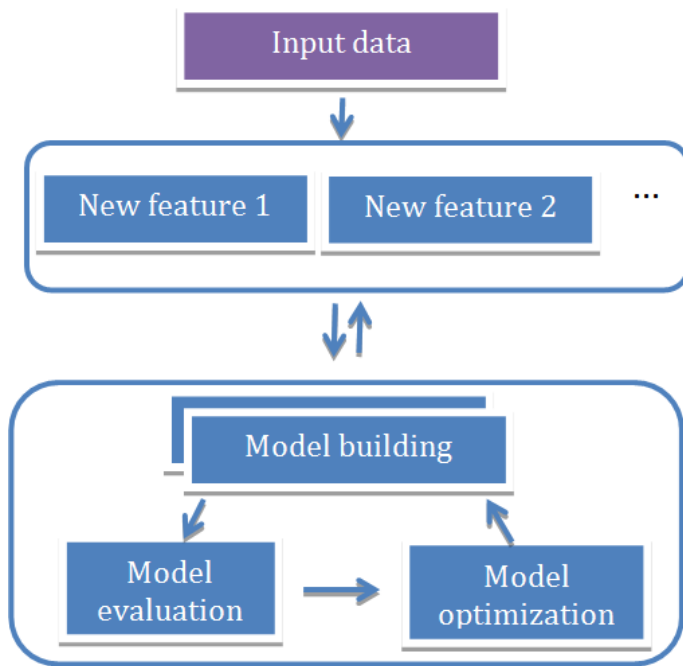 Input data
New feature 1
New feature 2
...
Model building
Model
evaluation
Model
optimization